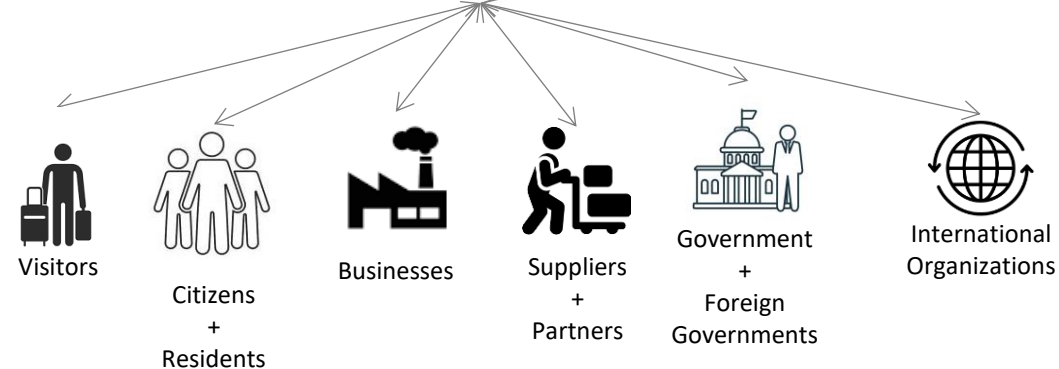 Visitors
Citizens
+
Residents
Businesses
Suppliers
+
Partners
Government
+
Foreign
Governments
International
Organizations